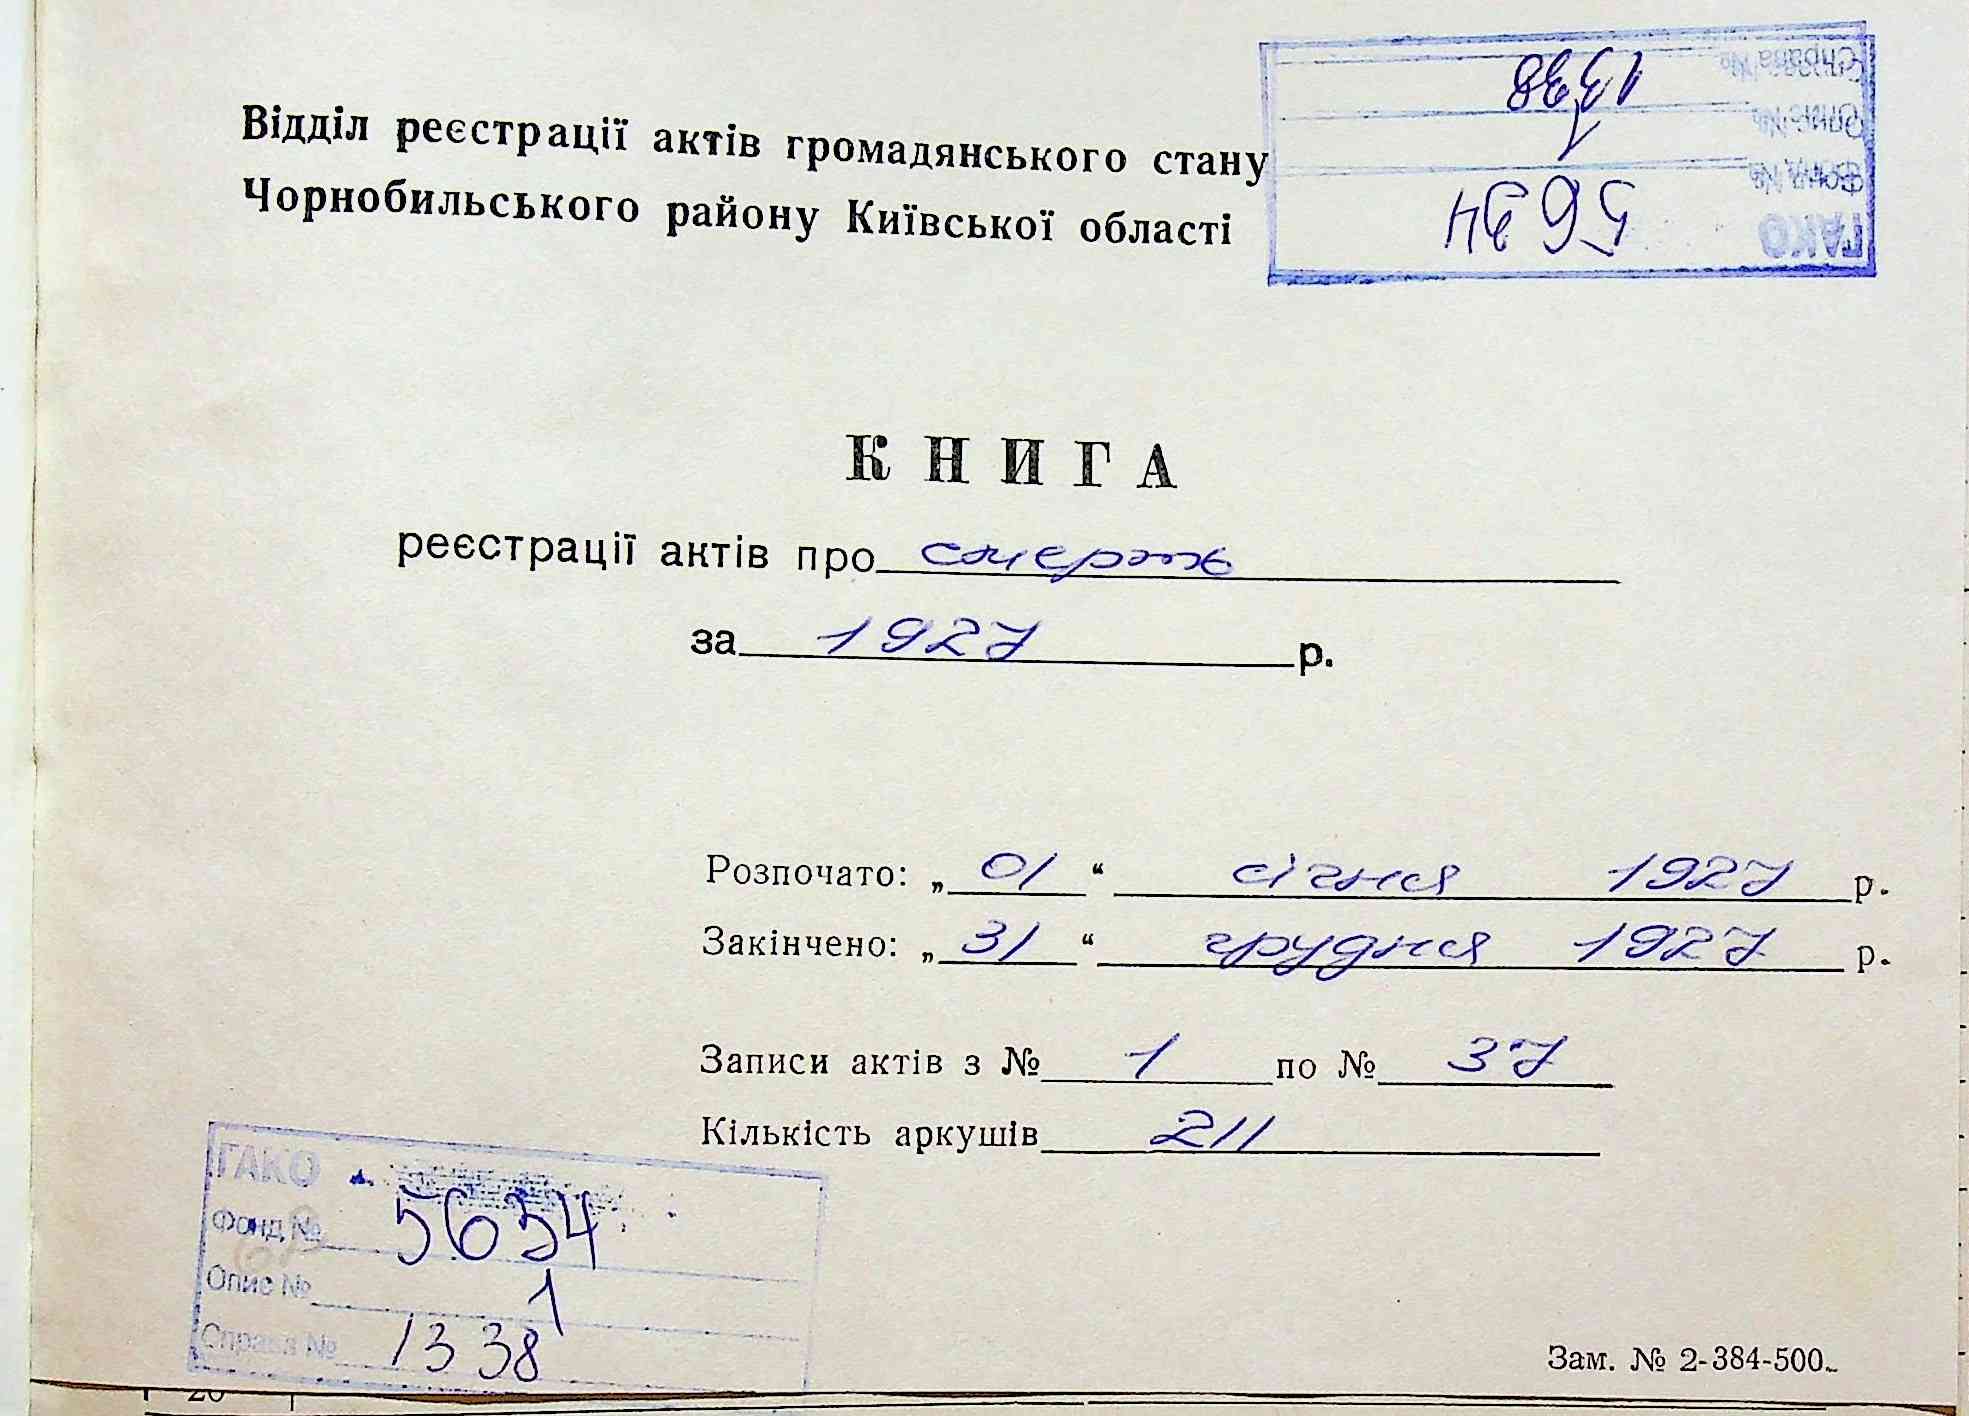 Відділ реєстрації актів громадянського стану
Чорнобильського району Київської області
Справа № 1338
Опис № 1
Фонд № 5634
ГАКО
КНИГА
реєстрації актів про смерть
за 1927 р.
Розпочато: „ 01 “ січня 1927 р.
Закінчено: „ 31 “ грудня 1927 р.
Записи актів з № 1 по № 37
Кількість аркушів 211
ГАКО
Фонд № 5634
Опис № 1
Справа № 1338
Зам. № 2-384-500.